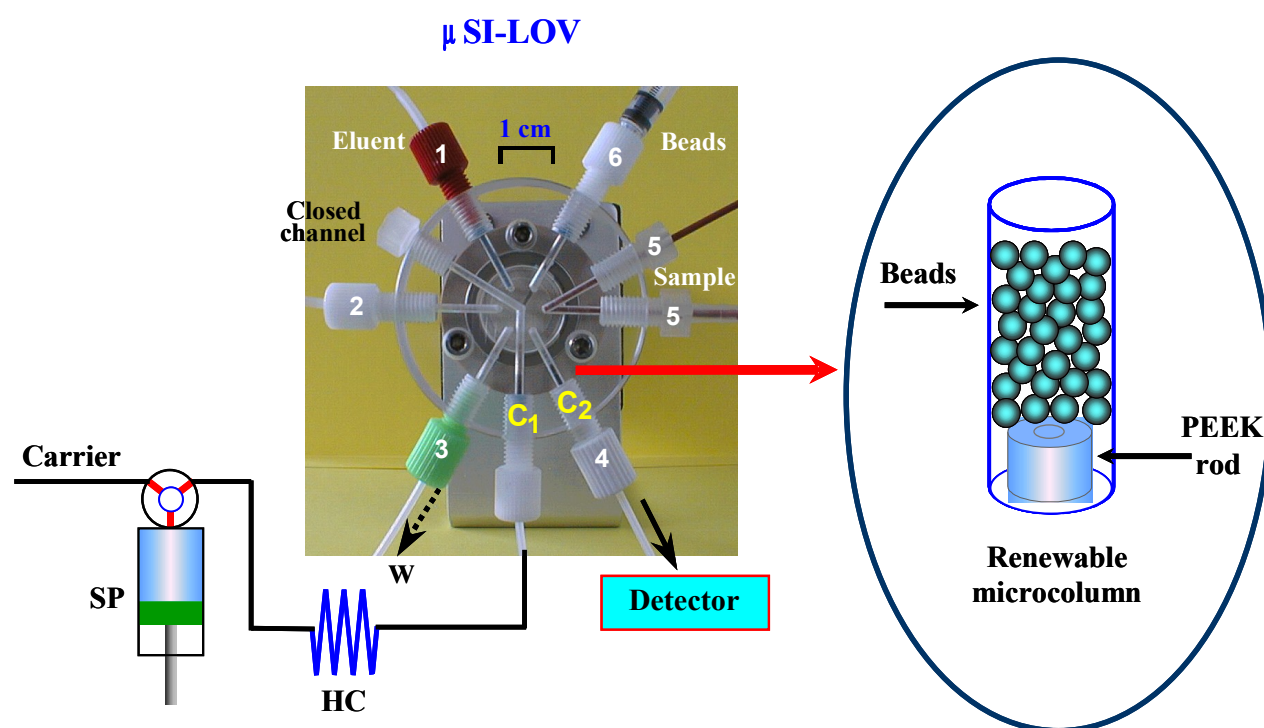 µ SI-LOV
1 cm
Eluent
1
6
Beads
Closed
channel
5
Sample
2
5
C1
C2
3
4
Carrier
W
SP
HC
Detector
Beads
PEEK
rod
Renewable
microcolumn